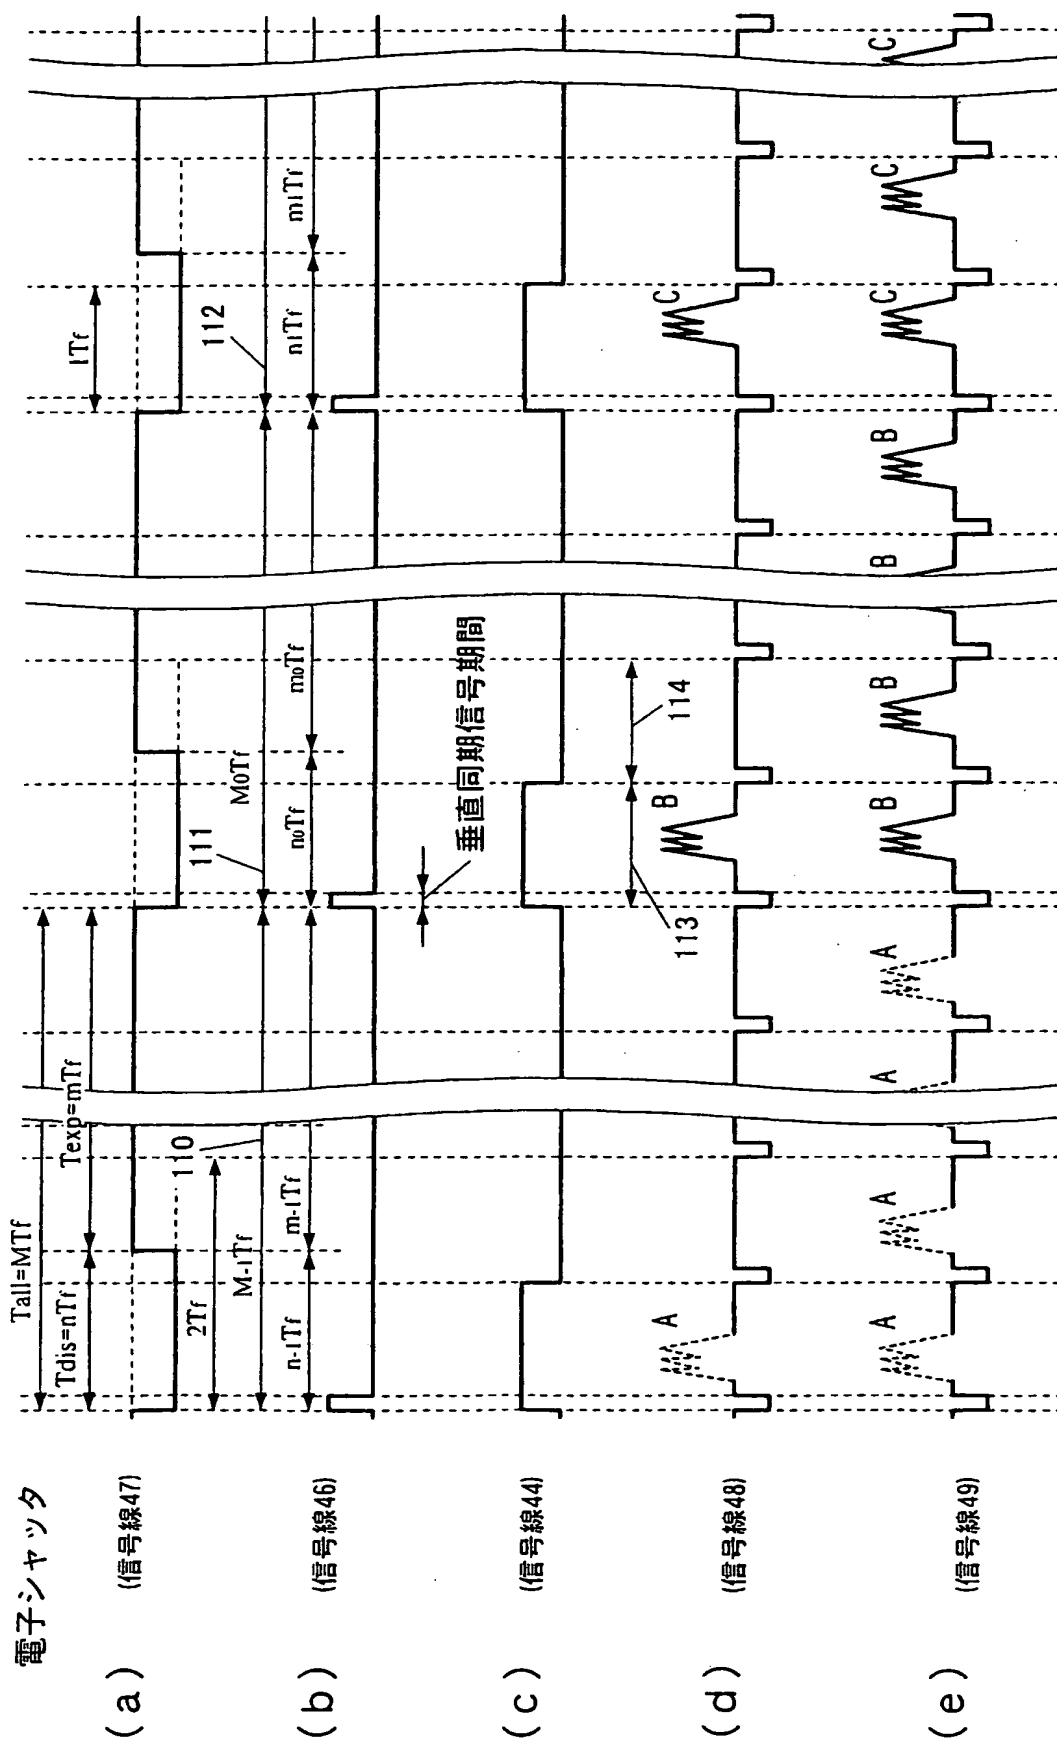 電子シャッタ
(a)
(信号線47)
Tall=MTf
Tdis=nTf
Texp=mTf
1Tf
2Tf
110
111
112
M-1Tf
M0Tf
(b)
(信号線46)
n-1Tf
m-1Tf
n0Tf
m0Tf
n1Tf
m1Tf
垂直同期信号期間
(c)
(信号線44)
113
114
(d)
(信号線48)
A
B
C
(e)
(信号線49)
A
A
A
A
B
B
B
B
C
C
C